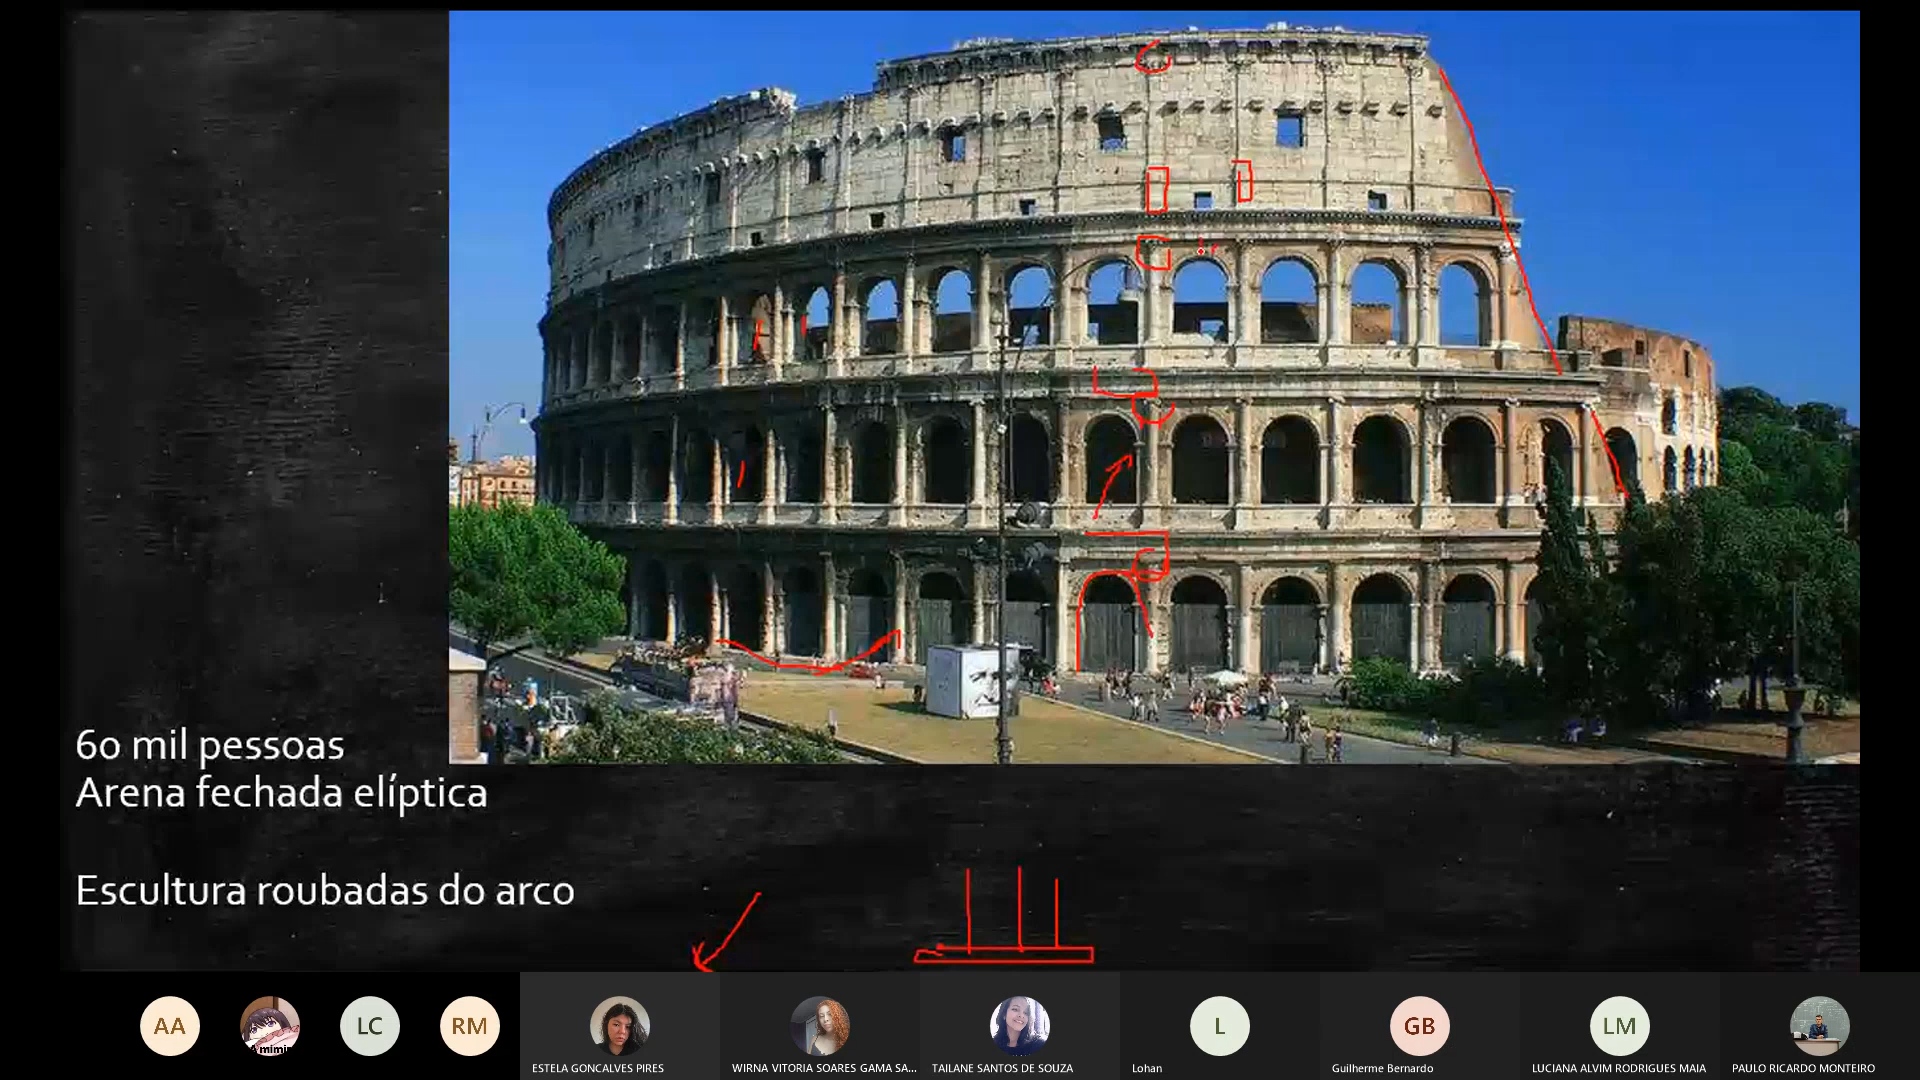 60 mil pessoas
Arena fechada elíptica
Escultura roubadas do arco
AA
Amimir
LC
RM
L
GB
LM
ESTELA GONCALVES PIRES
WIRNA VITORIA SOARES GAMA SA...
TAILANE SANTOS DE SOUZA
Lohan
Guilherme Bernardo
LUCIANA ALVIM RODRIGUES MAIA
PAULO RICARDO MONTEIRO